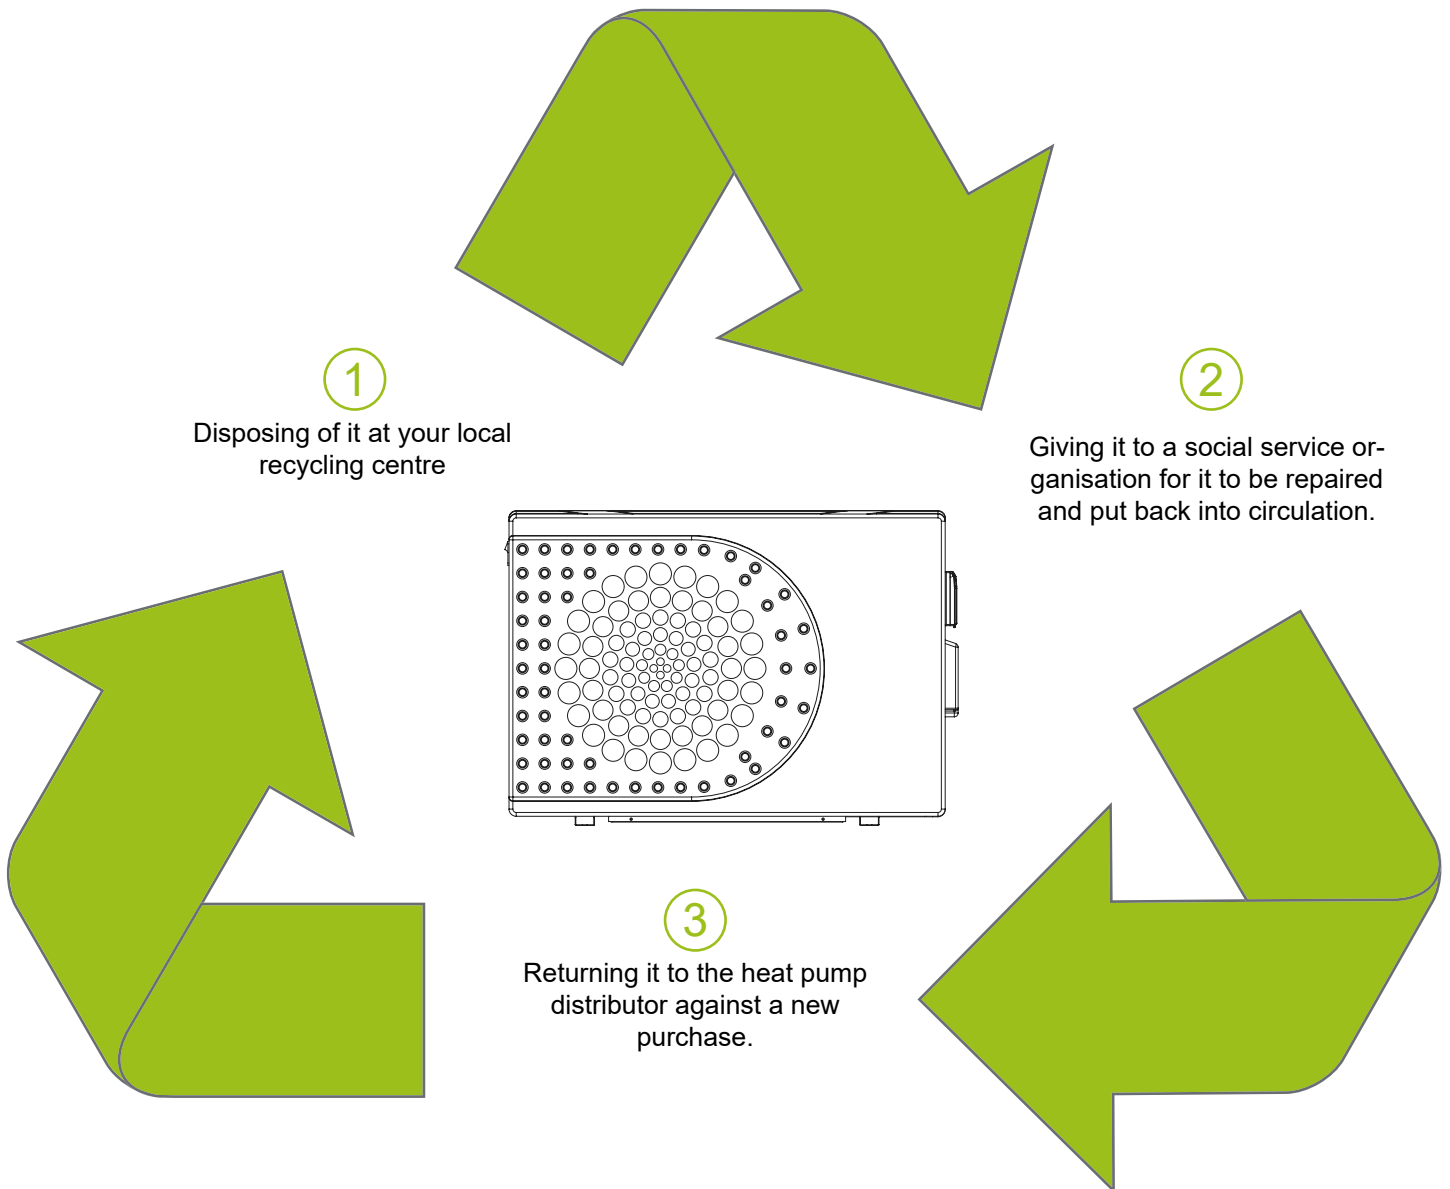 1
Disposing of it at your local
recycling centre
2
Giving it to a social service or-
ganisation for it to be repaired
and put back into circulation.
3
Returning it to the heat pump
distributor against a new
purchase.